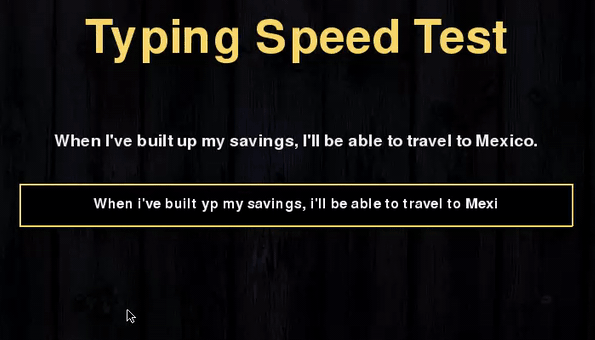 Typing Speed Test
When I've built up my savings, I'll be able to travel to Mexico.
When i've built yp my savings, i'll be able to travel to Mexi